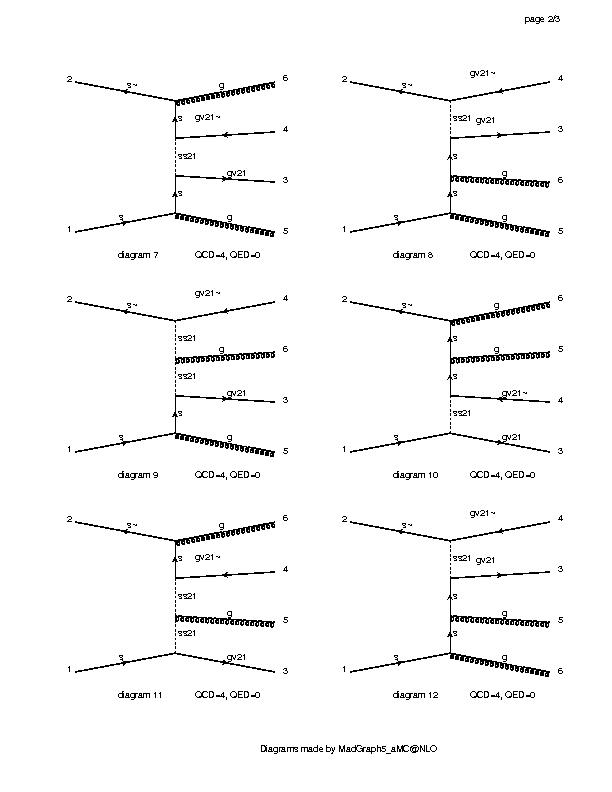 page 2/3
2 s~ g 6
s gv21~ 4
ss21
gv21 3
s
1 s g 5
diagram 7 QCD=4, QED=0
2 s~ gv21~ 4
ss21 gv21 3
s
g 6
s
1 s g 5
diagram 8 QCD=4, QED=0
2 s~ gv21~ 4
ss21
g 6
ss21
gv21 3
s
1 s g 5
diagram 9 QCD=4, QED=0
2 s~ g 6
s
g 5
s
gv21~ 4
ss21
1 s gv21 3
diagram 10 QCD=4, QED=0
2 s~ g 6
s gv21~ 4
ss21
g 5
ss21
1 s gv21 3
diagram 11 QCD=4, QED=0
2 s~ gv21~ 4
ss21 gv21 3
s
g 5
s
1 s g 6
diagram 12 QCD=4, QED=0
Diagrams made by MadGraph5_aMC@NLO